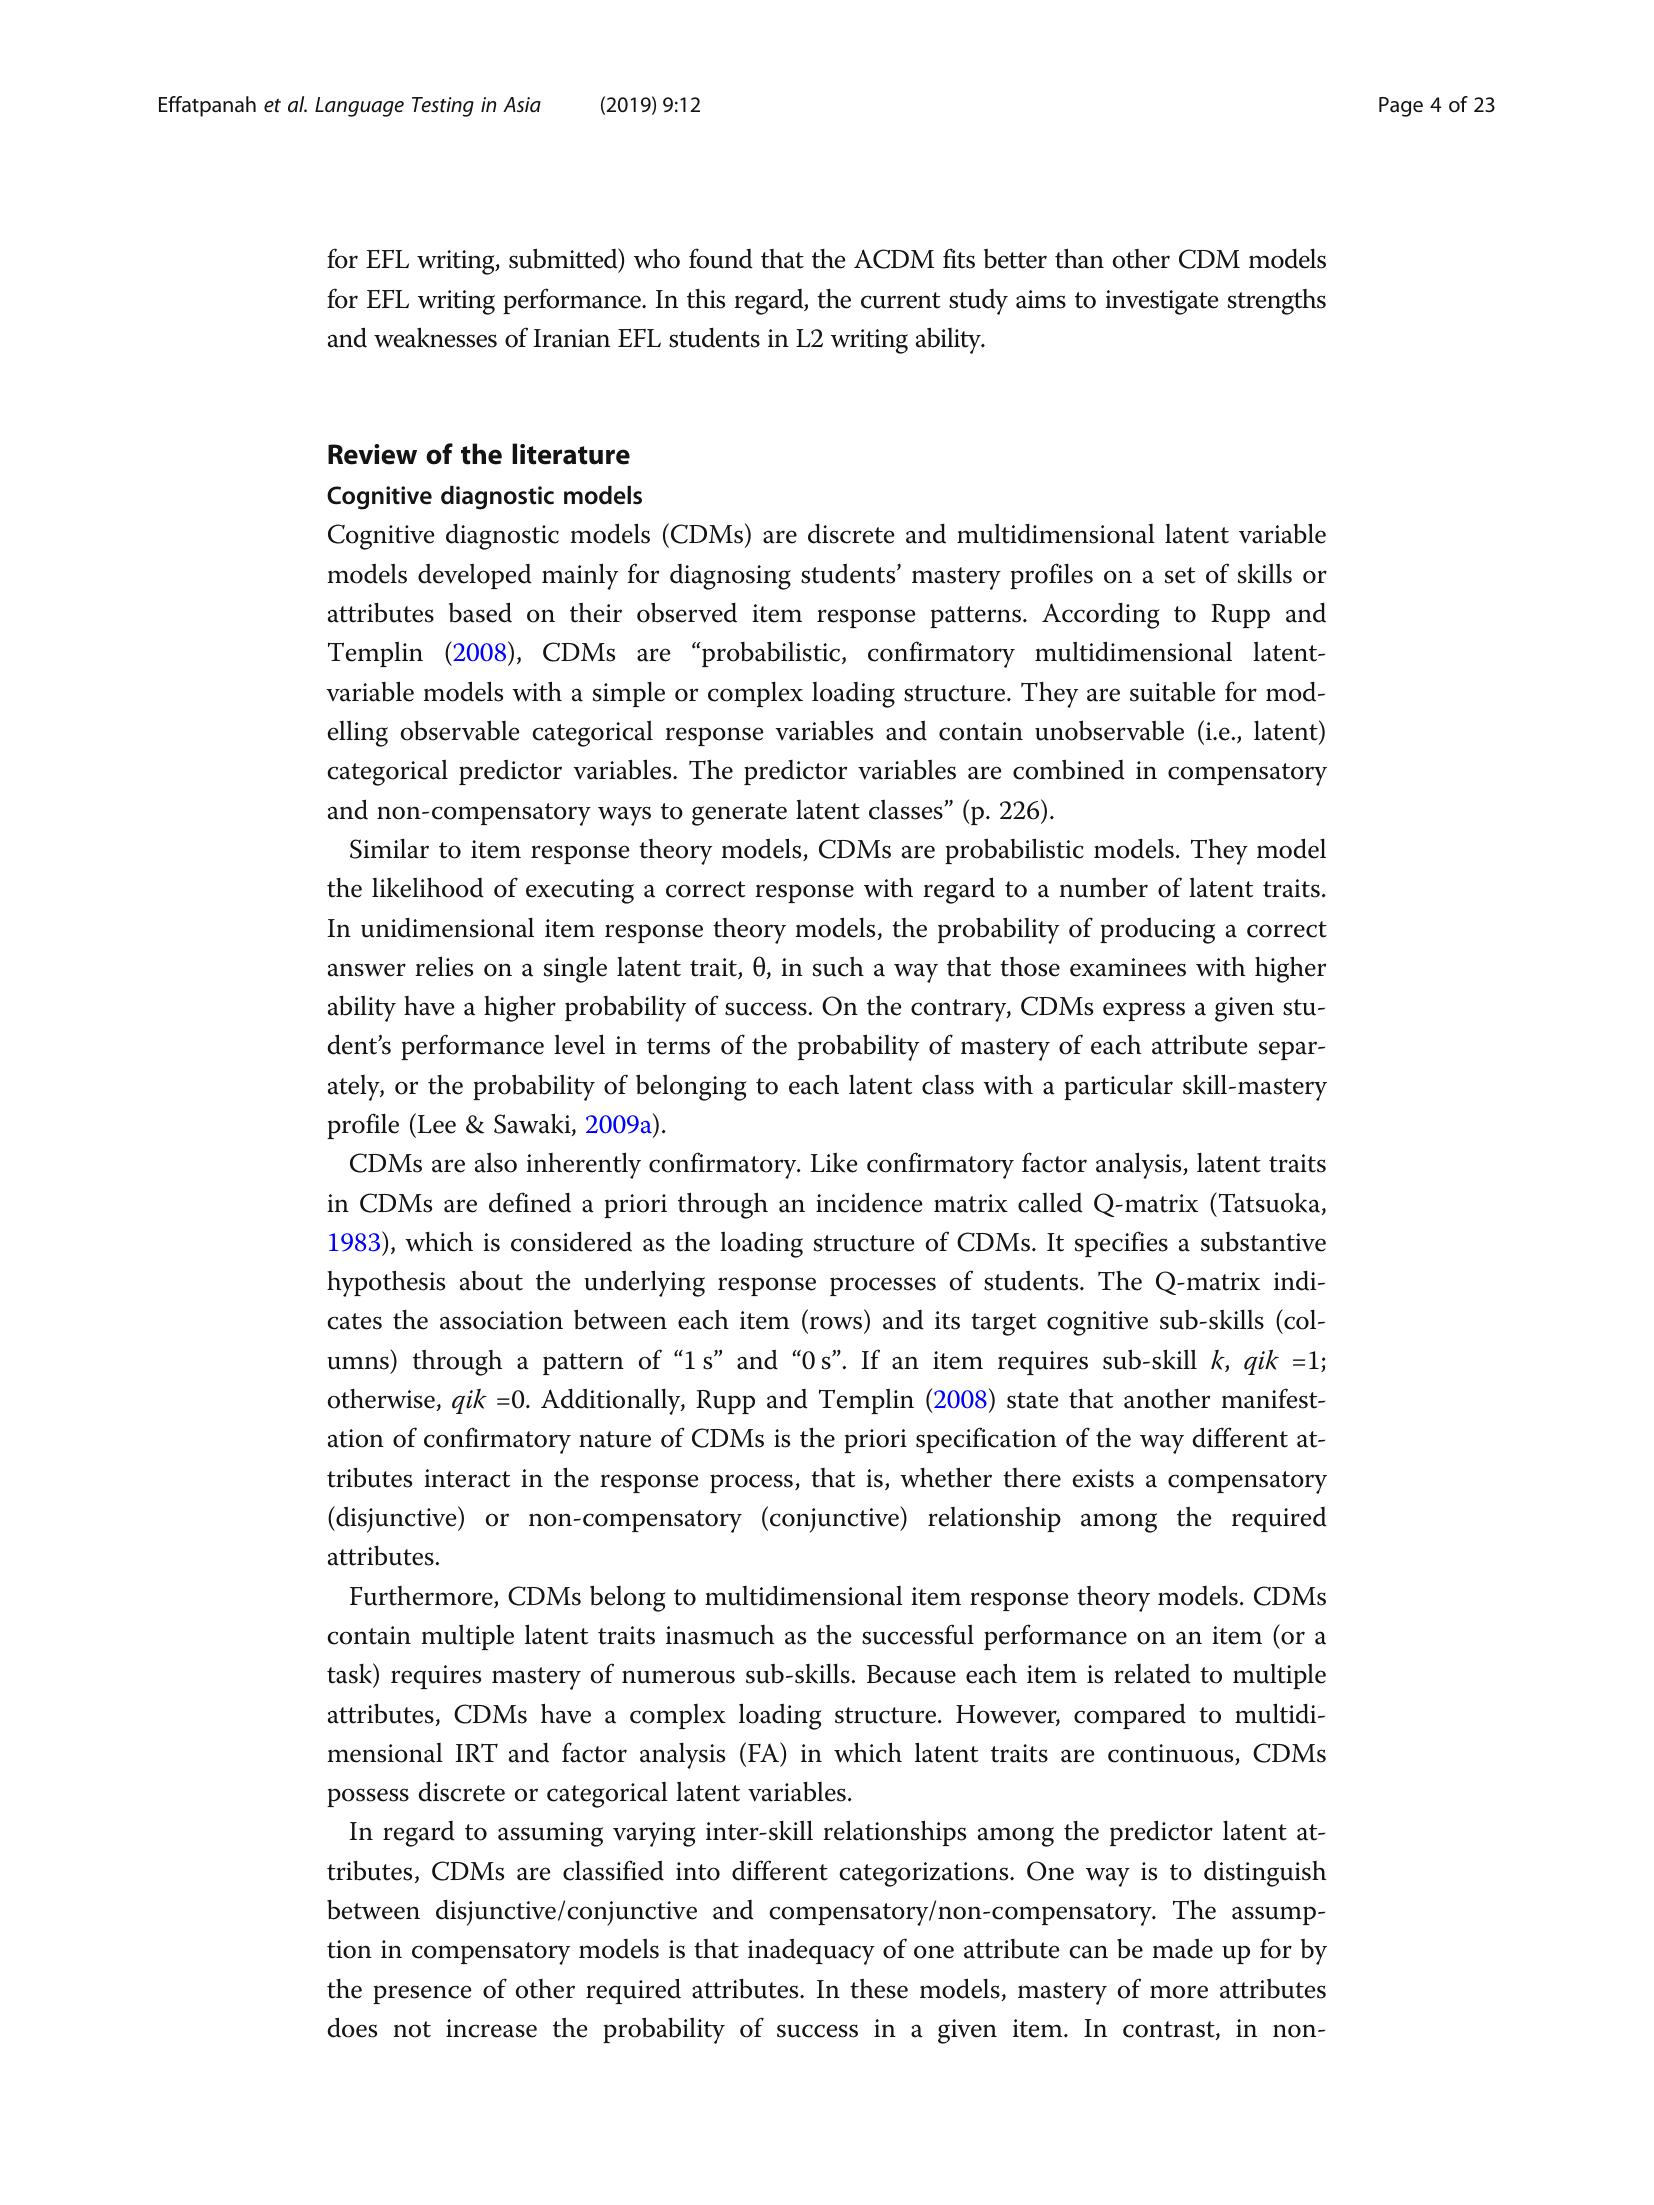 Effatpanah et al. Language Testing in Asia (2019) 9:12 Page 4 of 23
for EFL writing, submitted) who found that the ACDM fits better than other CDM models
for EFL writing performance. In this regard, the current study aims to investigate strengths
and weaknesses of Iranian EFL students in L2 writing ability.
Review of the literature
Cognitive diagnostic models
Cognitive diagnostic models (CDMs) are discrete and multidimensional latent variable
models developed mainly for diagnosing students’ mastery profiles on a set of skills or
attributes based on their observed item response patterns. According to Rupp and
Templin (2008), CDMs are “probabilistic, confirmatory multidimensional latent-
variable models with a simple or complex loading structure. They are suitable for mod-
elling observable categorical response variables and contain unobservable (i.e., latent)
categorical predictor variables. The predictor variables are combined in compensatory
and non-compensatory ways to generate latent classes” (p. 226).
Similar to item response theory models, CDMs are probabilistic models. They model
the likelihood of executing a correct response with regard to a number of latent traits.
In unidimensional item response theory models, the probability of producing a correct
answer relies on a single latent trait, θ, in such a way that those examinees with higher
ability have a higher probability of success. On the contrary, CDMs express a given stu-
dent’s performance level in terms of the probability of mastery of each attribute separ-
ately, or the probability of belonging to each latent class with a particular skill-mastery
profile (Lee & Sawaki, 2009a).
CDMs are also inherently confirmatory. Like confirmatory factor analysis, latent traits
in CDMs are defined a priori through an incidence matrix called Q-matrix (Tatsuoka,
1983), which is considered as the loading structure of CDMs. It specifies a substantive
hypothesis about the underlying response processes of students. The Q-matrix indi-
cates the association between each item (rows) and its target cognitive sub-skills (col-
umns) through a pattern of “1 s” and “0 s”. If an item requires sub-skill k, qik =1;
otherwise, qik =0. Additionally, Rupp and Templin (2008) state that another manifest-
ation of confirmatory nature of CDMs is the priori specification of the way different at-
tributes interact in the response process, that is, whether there exists a compensatory
(disjunctive) or non-compensatory (conjunctive) relationship among the required
attributes.
Furthermore, CDMs belong to multidimensional item response theory models. CDMs
contain multiple latent traits inasmuch as the successful performance on an item (or a
task) requires mastery of numerous sub-skills. Because each item is related to multiple
attributes, CDMs have a complex loading structure. However, compared to multidi-
mensional IRT and factor analysis (FA) in which latent traits are continuous, CDMs
possess discrete or categorical latent variables.
In regard to assuming varying inter-skill relationships among the predictor latent at-
tributes, CDMs are classified into different categorizations. One way is to distinguish
between disjunctive/conjunctive and compensatory/non-compensatory. The assump-
tion in compensatory models is that inadequacy of one attribute can be made up for by
the presence of other required attributes. In these models, mastery of more attributes
does not increase the probability of success in a given item. In contrast, in non-